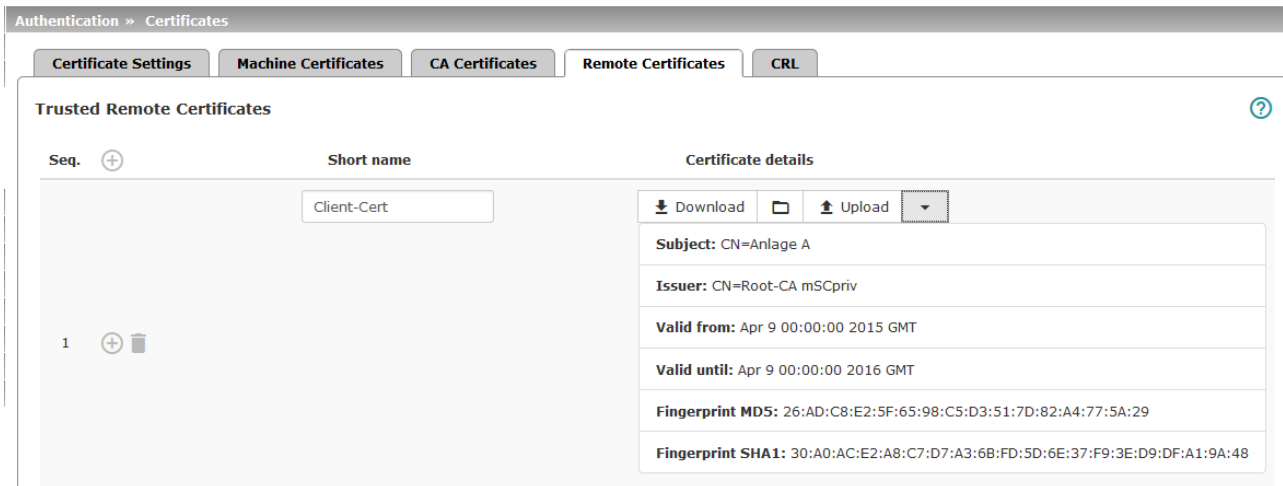 Authentication » Certificates
Certificate Settings Machine Certificates CA Certificates Remote Certificates CRL
Trusted Remote Certificates
Seq. Short name Certificate details
Client-Cert Download Upload
Subject: CN=Anlage A
Issuer: CN=Root-CA mSCpriv
Valid from: Apr 9 00:00:00 2015 GMT
1
Valid until: Apr 9 00:00:00 2016 GMT
Fingerprint MD5: 26:AD:C8:E2:5F:65:98:C5:D3:51:7D:82:A4:77:5A:29
Fingerprint SHA1: 30:A0:AC:E2:A8:C7:D7:A3:6B:FD:5D:6E:37:F9:3E:D9:DF:A1:9A:48